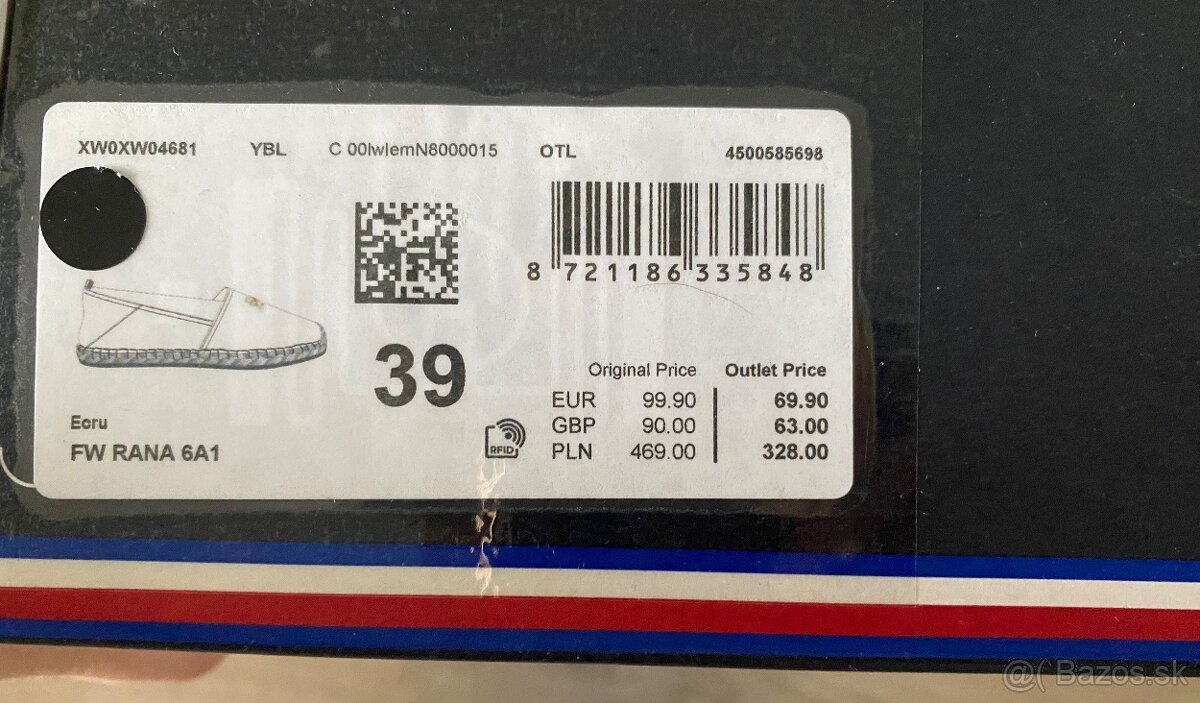 XW0XW04681 YBL C 00IwIemN8000015 OTL 4500585698
8 721186 335848
39
Original Price Outlet Price
EUR 99.90 69.90
GBP 90.00 63.00
PLN 469.00 328.00
RFID
Ecru
FW RANA 6A1
@( Bazos.sk